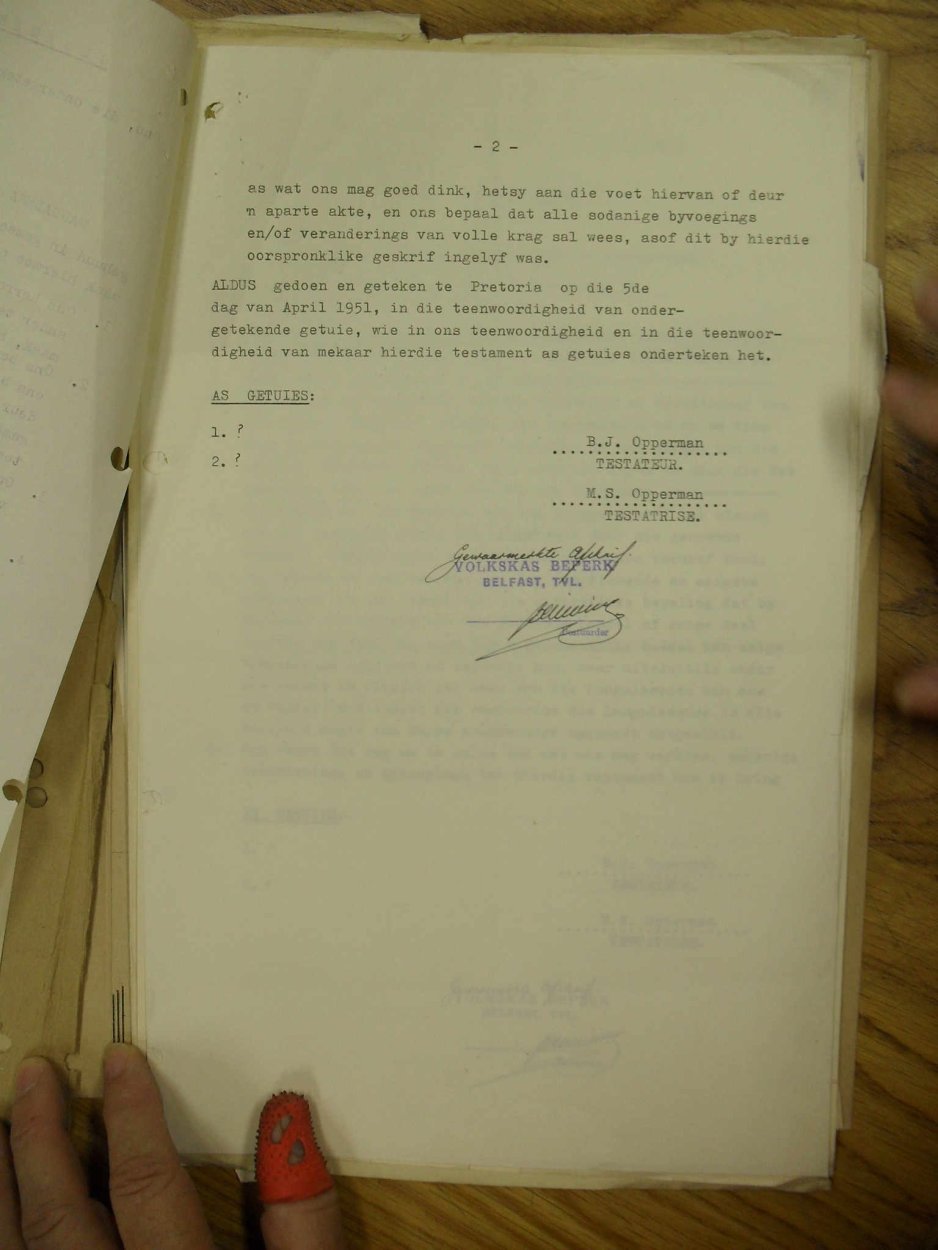 - 2 -
as wat ons mag goed dink, hetsy aan die voet hiervan of deur
'n aparte akte, en ons bepaal dat alle sodanige byvoegings
en/of veranderings van volle krag sal wees, asof dit by hierdie
oorspronklike geskrif ingelyf was.
ALDUS gedoen en geteken te Pretoria op die 5de
dag van April 1951, in die teenwoordigheid van onder-
getekende getuie, wie in ons teenwoordigheid en in die teenwoor-
digheid van mekaar hierdie testament as getuies onderteken het.
AS GETUIES:
1. ?
2. ?
B.J. Opperman
TESTATEUR.
M.S. Opperman
TESTATRISE.
Gewaarmerkte Afskrif.
VOLKSKAS BEPERK
BELFAST, TVL.